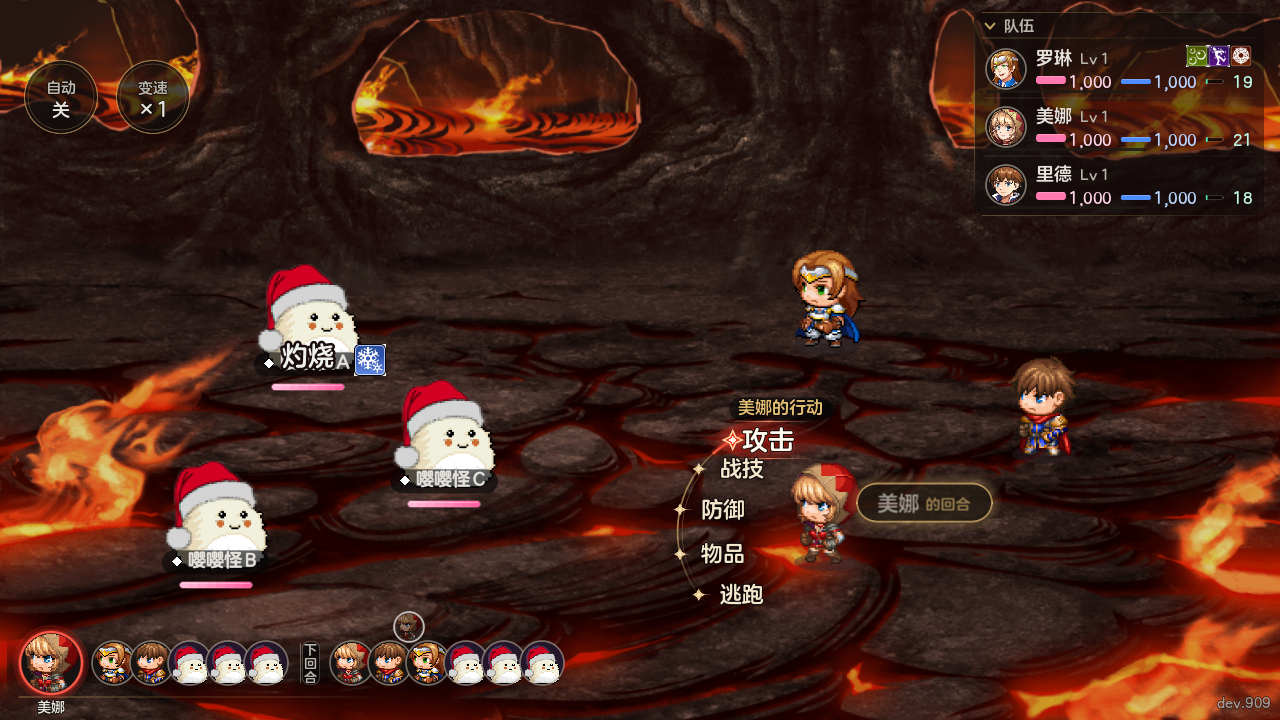 自动
关
变速
×1
队伍
罗琳 Lv 1
1,000 1,000 19
美娜 Lv 1
1,000 1,000 21
里德 Lv 1
1,000 1,000 18
灼烧A
嘤嘤怪C
嘤嘤怪B
美娜的行动
攻击
战技
防御
物品
逃跑
美娜 的回合
下回合
美娜
dev.909